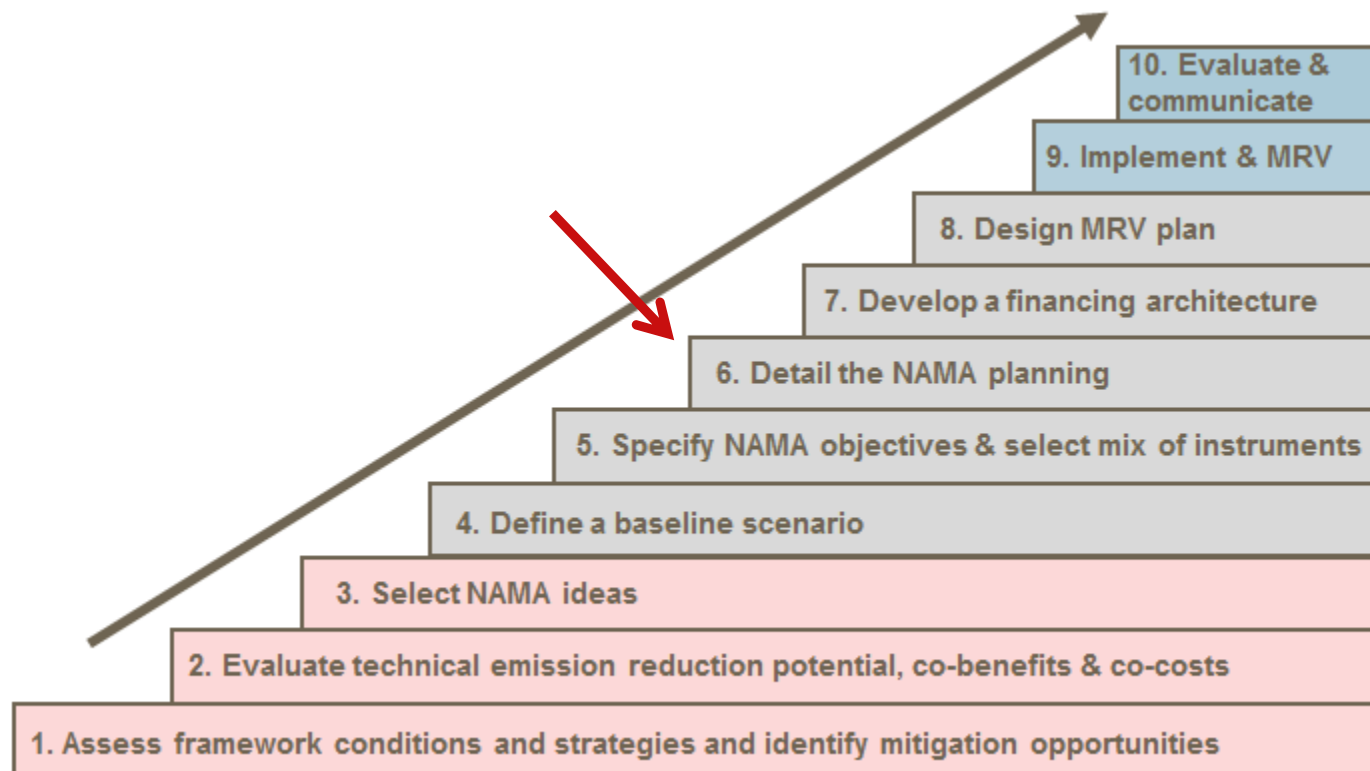 10. Evaluate &
communicate
9. Implement & MRV
8. Design MRV plan
7. Develop a financing architecture
6. Detail the NAMA planning
5. Specify NAMA objectives & select mix of instruments
4. Define a baseline scenario
3. Select NAMA ideas
2. Evaluate technical emission reduction potential, co-benefits & co-costs
1. Assess framework conditions and strategies and identify mitigation opportunities